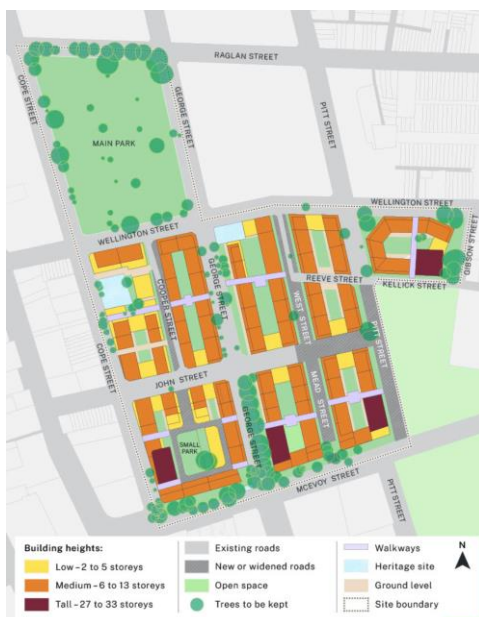 RAGLAN STREET
COPE STREET
GEORGE STREET
PITT STREET
MAIN PARK
WELLINGTON STREET
WELLINGTON STREET
GIBSON STREET
COOPER STREET
GEORGE STREET
REEVE STREET
KELLICK STREET
WEST STREET
PITT STREET
COPE STREET
JOHN STREET
MEAD STREET
GEORGE STREET
SMALL
PARK
MCEVOY STREET
PITT STREET
Building heights:
Low – 2 to 5 storeys
Medium – 6 to 13 storeys
Tall – 27 to 33 storeys
Existing roads
New or widened roads
Open space
Trees to be kept
Walkways
Heritage site
Ground level
Site boundary
N